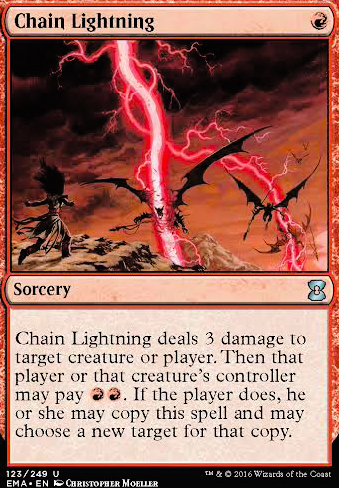 Chain Lightning
Sorcery
Chain Lightning deals 3 damage to
target creature or player. Then that
player or that creature's controller
may pay . If the player does, he
or she may copy this spell and may
choose a new target for that copy.
123/249 U
EMA • EN Christopher Moeller
™ & © 2016 Wizards of the Coast